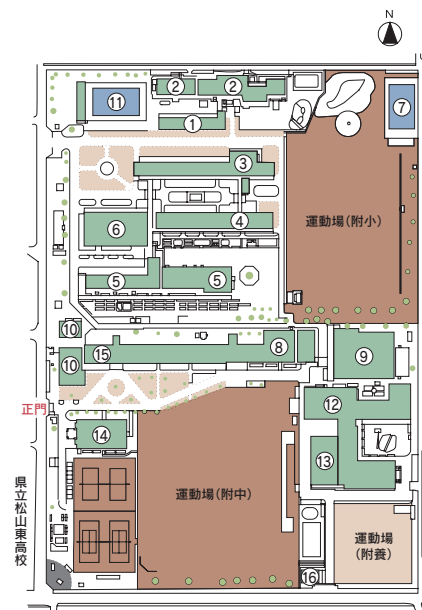 N
②
②
⑪
⑦
①
③
④
⑥
運動場(附小)
⑤
⑤
⑩
⑧
⑮
⑨
⑩
⑫
正門
⑭
⑬
県立松山東高校
運動場(附中)
運動場
(附養)
⑯